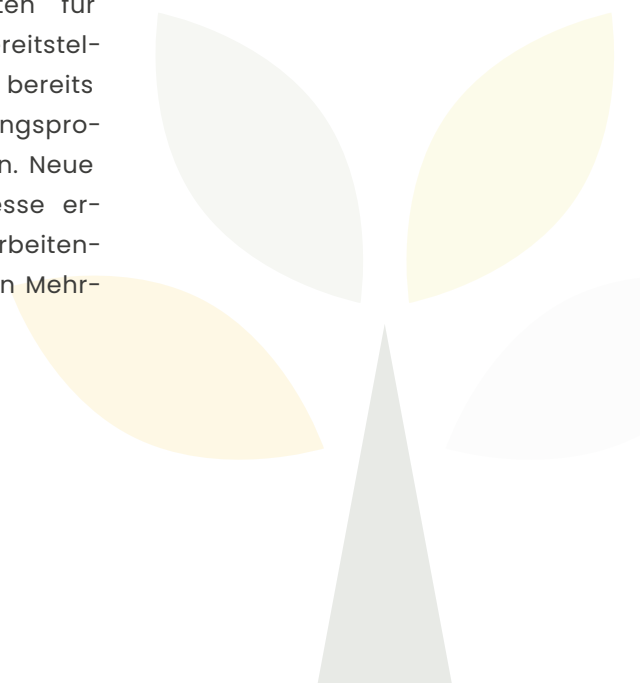 ten für
reitstel-
bereits
ngspro-
n. Neue
esse er-
rbeiten-
n Mehr-